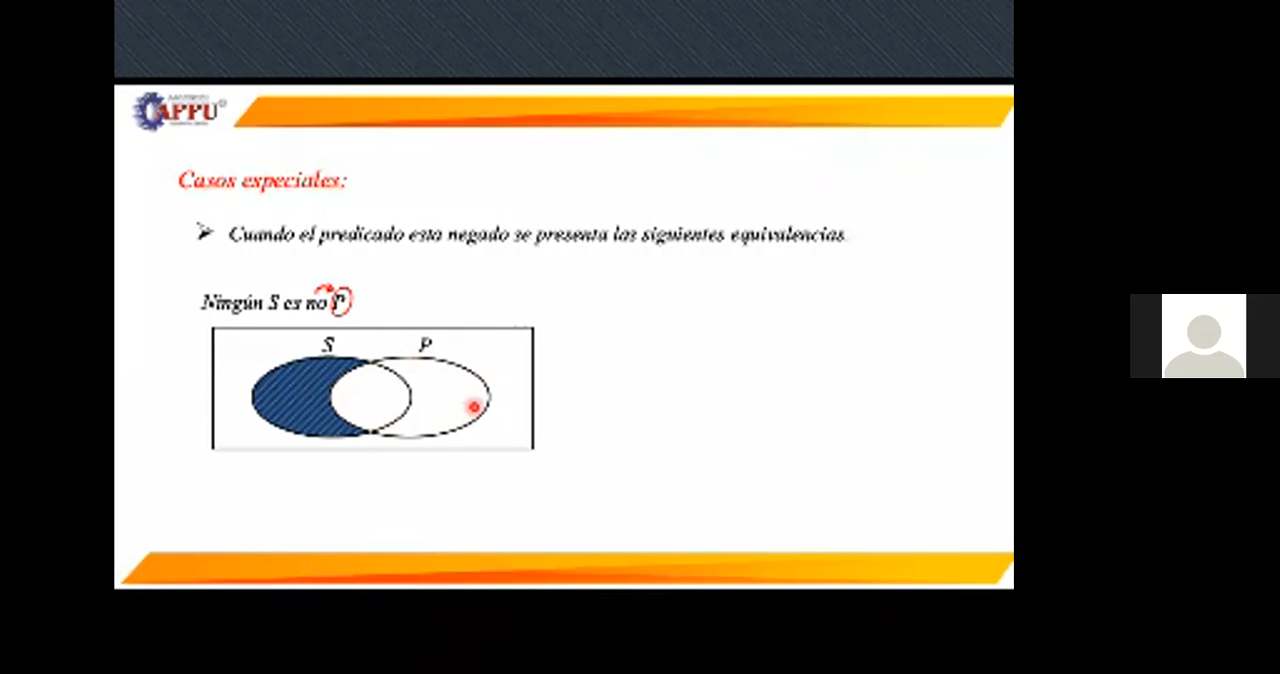 APPU
Casos especiales:
Cuando el predicado esta negado se presenta las siguientes equivalencias
Ningún S es no P
S P